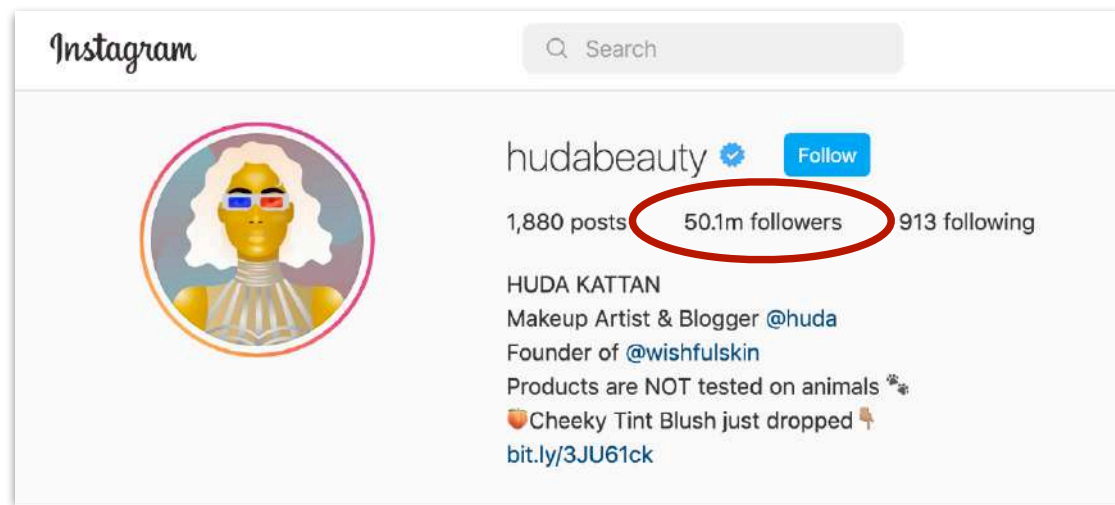 Instagram
Search
hudabeauty
Follow
1,880 posts 50.1m followers 913 following
HUDA KATTAN
Makeup Artist & Blogger @huda
Founder of @wishfulskin
Products are NOT tested on animals 🐾
🍑Cheeky Tint Blush just dropped👇🏽
bit.ly/3JU61ck